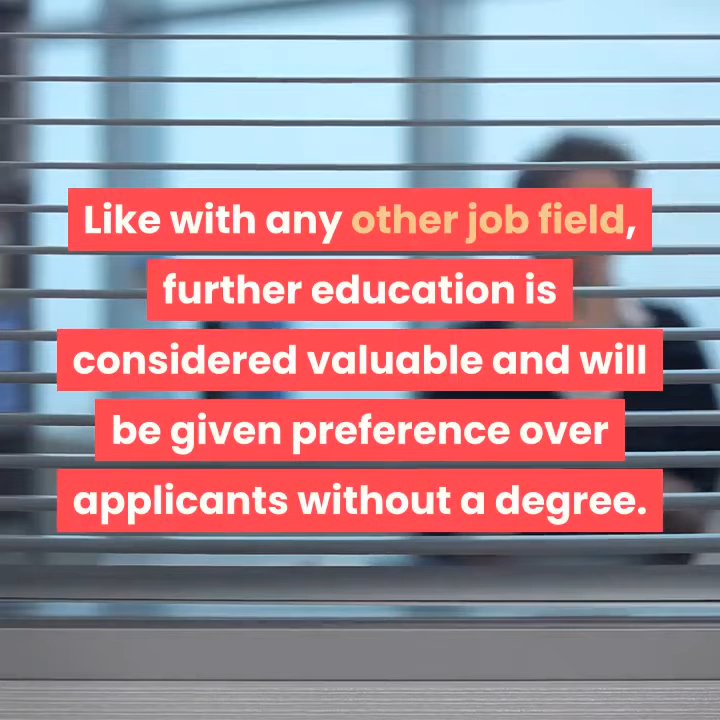 Like with any other job field,
further education is
considered valuable and will
be given preference over
applicants without a degree.